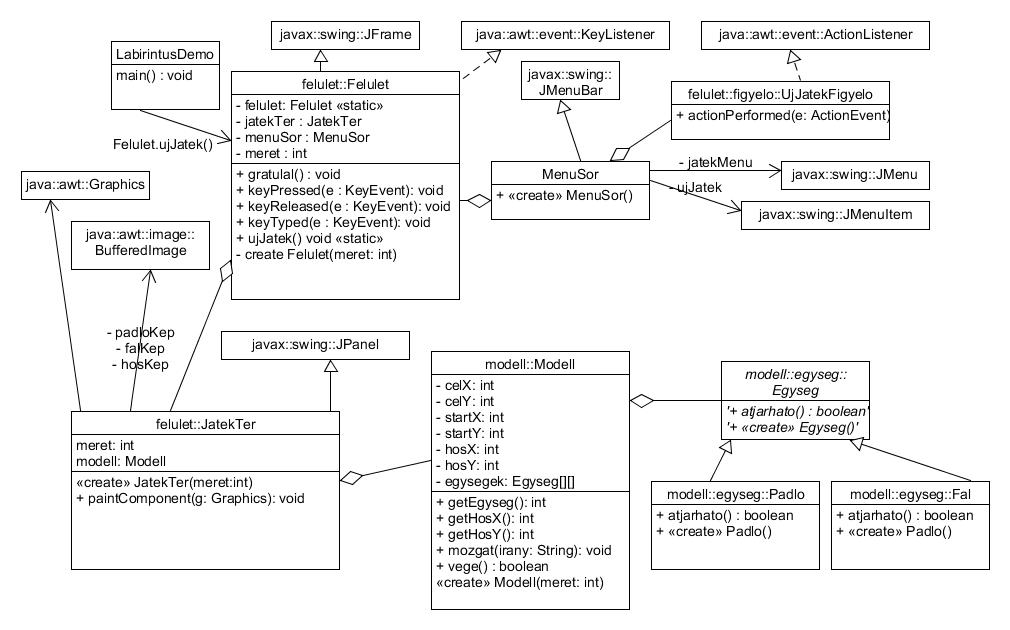 javax::swing::JFrame
java::awt::event::KeyListener
java::awt::event::ActionListener
LabirintusDemo
main() : void
Felulet.ujJatek()
felulet::Felulet
- felulet: Felulet «static»
- jatekTer : JatekTer
- menuSor : MenuSor
- meret : int
+ gratulal() : void
+ keyPressed(e : KeyEvent): void
+ keyReleased(e : KeyEvent): void
+ keyTyped(e : KeyEvent): void
+ ujJatek() void «static»
- create Felulet(meret: int)
javax::swing::
JMenuBar
felulet::figyelo::UjJatekFigyelo
+ actionPerformed(e: ActionEvent)
MenuSor
+ «create» MenuSor()
- jatekMenu
- ujJatek
javax::swing::JMenu
javax::swing::JMenuItem
java::awt::Graphics
java::awt::image::
BufferedImage
- padloKep
- falKep
- hosKep
javax::swing::JPanel
felulet::JatekTer
meret: int
modell: Modell
«create» JatekTer(meret:int)
+ paintComponent(g: Graphics): void
modell::Modell
- celX: int
- celY: int
- startX: int
- startY: int
- hosX: int
- hosY: int
- egysegek: Egyseg[][]
+ getEgyseg(): int
+ getHosX(): int
+ getHosY(): int
+ mozgat(irany: String): void
+ vege() : boolean
«create» Modell(meret: int)
modell::egyseg::
Egyseg
'+ atjarhato() : boolean'
'+ «create» Egyseg()'
modell::egyseg::Padlo
+ atjarhato() : boolean
+ «create» Padlo()
modell::egyseg::Fal
+ atjarhato() : boolean
+ «create» Padlo()